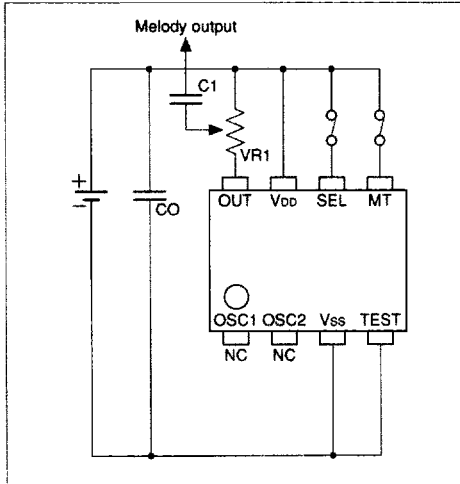 Melody output
C1
VR1
+
−
CO
OUT VDD SEL MT
OSC1 OSC2 Vss TEST
NC NC